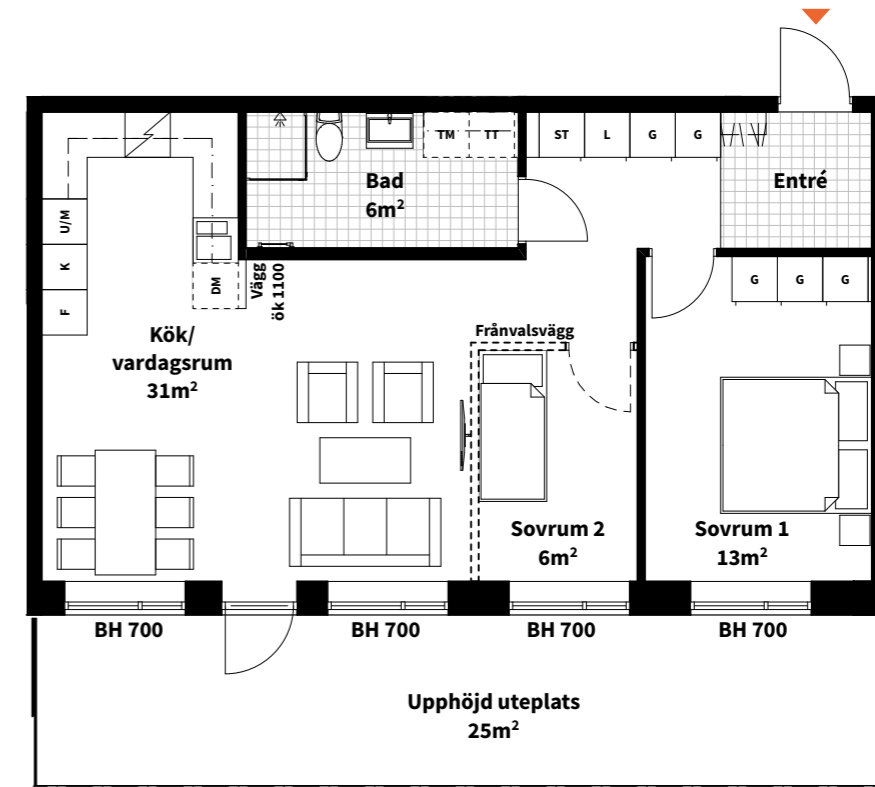 TM TT ST L G G
Bad
6m²
Entré
U/M
K
F
DM
Vägg
ök 1100
G G G
Frånvalsvägg
Kök/
vardagsrum
31m²
Sovrum 2
6m²
Sovrum 1
13m²
BH 700 BH 700 BH 700 BH 700
Upphöjd uteplats
25m²